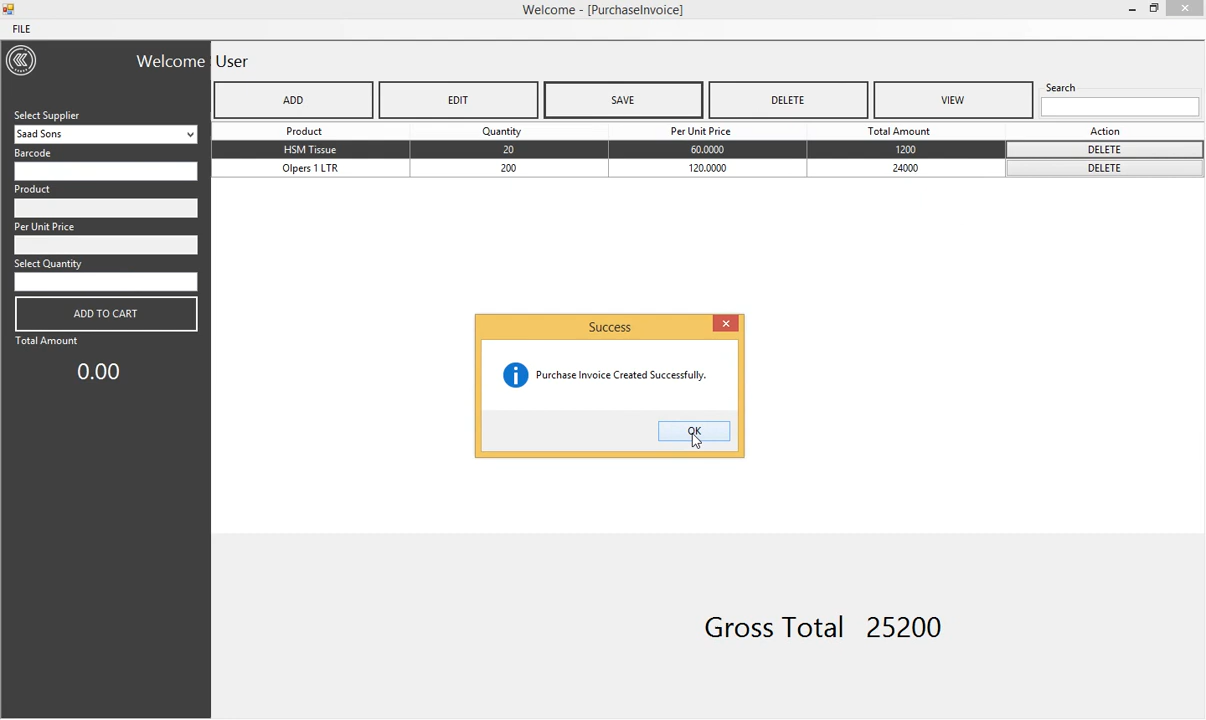 Welcome - [PurchaseInvoice]
FILE
Welcome User
ADD
EDIT
SAVE
DELETE
VIEW
Search
Select Supplier
Saad Sons
Barcode
Product
Per Unit Price
Select Quantity
ADD TO CART
Total Amount
0.00
Product Quantity Per Unit Price Total Amount Action
HSM Tissue 20 60.0000 1200 DELETE
Olpers 1 LTR 200 120.0000 24000 DELETE
Success
Purchase Invoice Created Successfully.
OK
Gross Total 25200